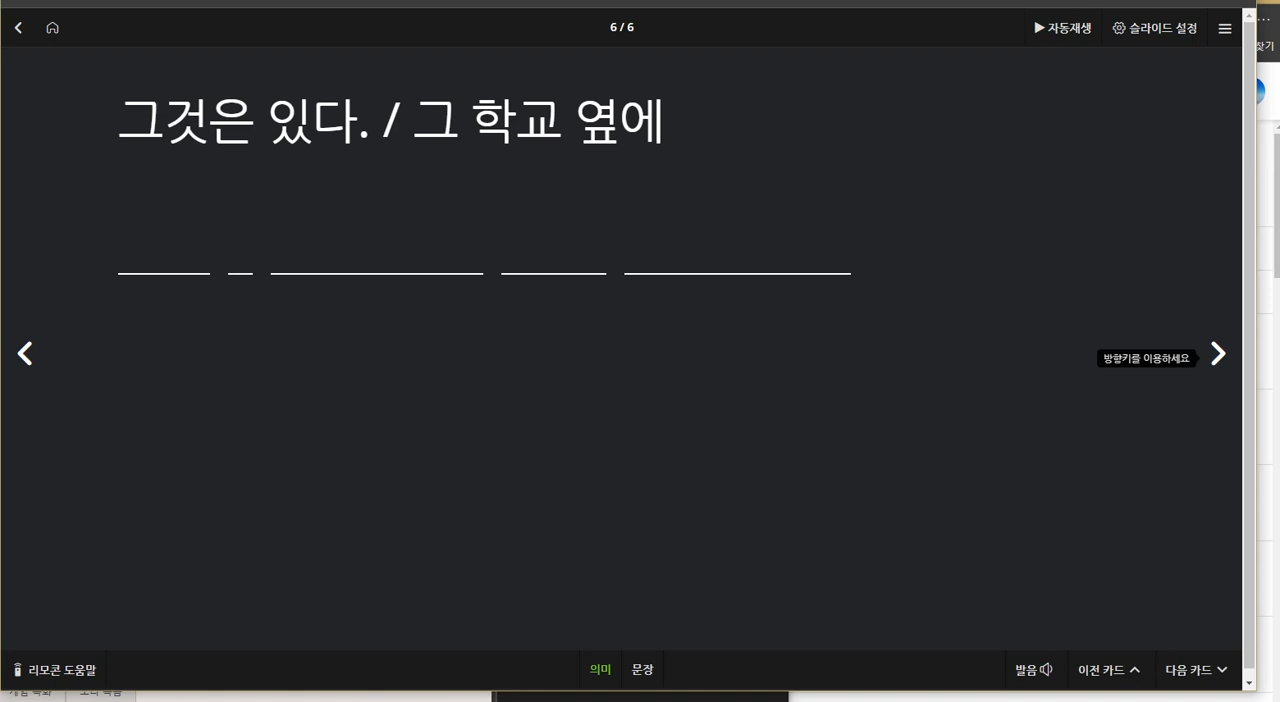 6 / 6
자동재생
슬라이드 설정
찾기
그것은 있다. / 그 학교 옆에
방향키를 이용하세요
리모콘 도움말
의미
문장
발음
이전 카드
다음 카드